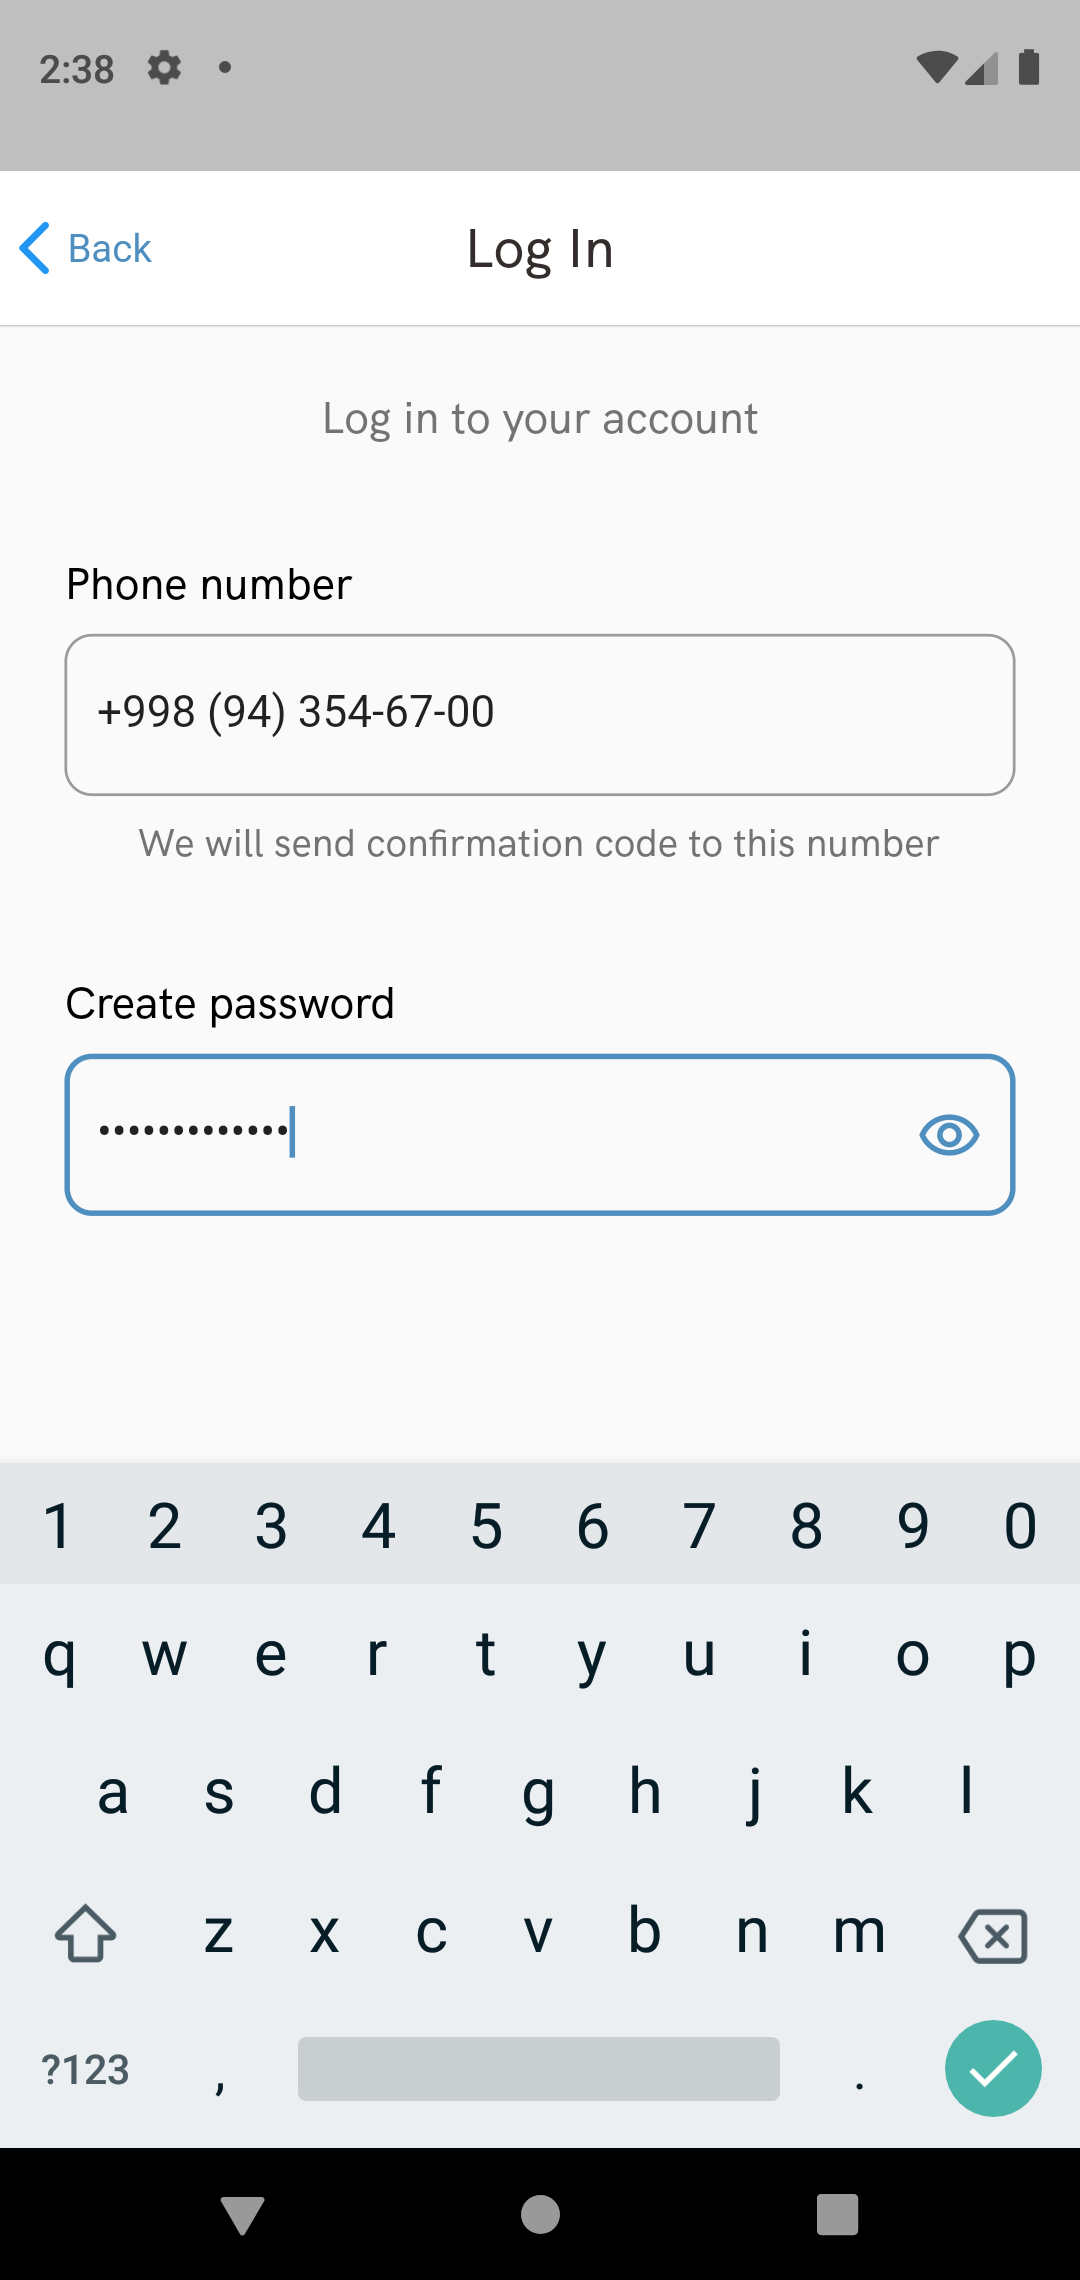 2:38
Back
Log In
Log in to your account
Phone number
+998 (94) 354-67-00
We will send confirmation code to this number
Create password
•••••••••••••
1 2 3 4 5 6 7 8 9 0
q w e r t y u i o p
a s d f g h j k l
z x c v b n m
?123 , .